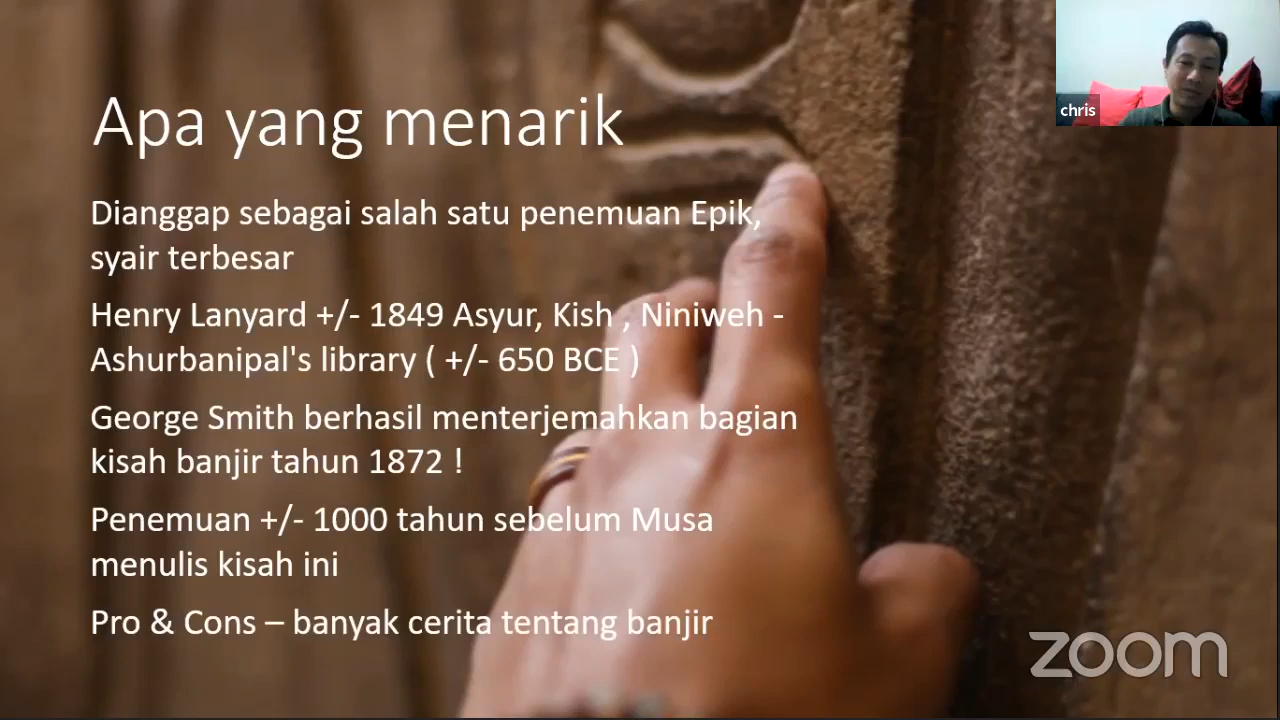 chris
Apa yang menarik
Dianggap sebagai salah satu penemuan Epik,
syair terbesar
Henry Lanyard +/- 1849 Asyur, Kish , Niniweh -
Ashurbanipal's library ( +/- 650 BCE )
George Smith berhasil menterjemahkan bagian
kisah banjir tahun 1872 !
Penemuan +/- 1000 tahun sebelum Musa
menulis kisah ini
Pro & Cons – banyak cerita tentang banjir
zoom